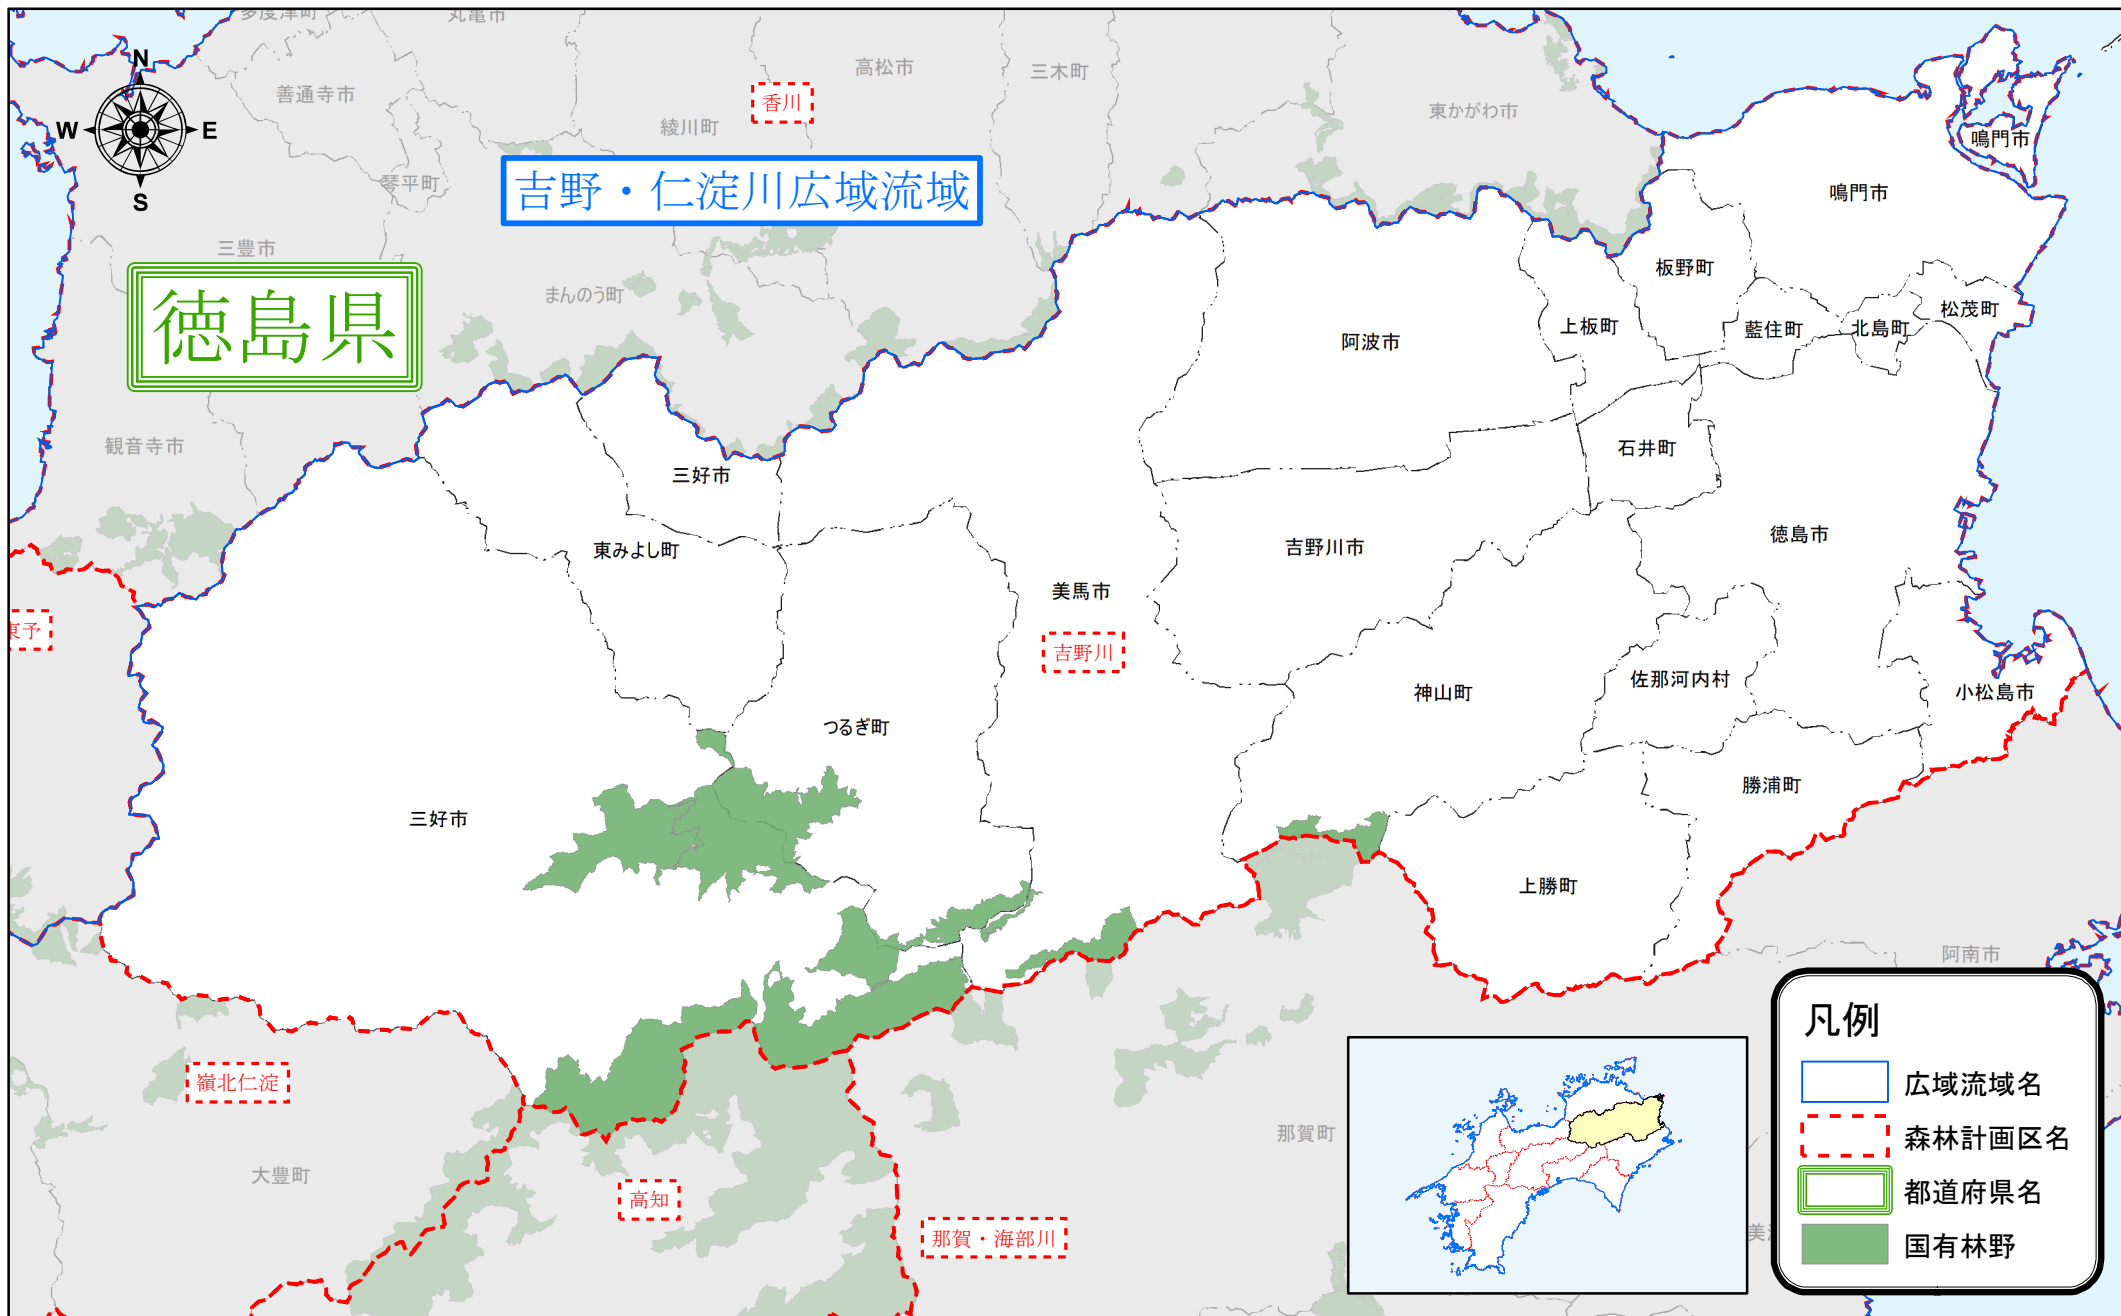 多度津町
丸亀市
N
W
E
S
善通寺市
高松市
三木町
香川
綾川町
東かがわ市
鳴門市
琴平町
吉野・仁淀川広域流域
鳴門市
三豊市
板野町
まんのう町
徳島県
松茂町
上板町
藍住町
北島町
阿波市
観音寺市
石井町
三好市
徳島市
東みよし町
吉野川市
美馬市
東予
吉野川
佐那河内村
神山町
小松島市
つるぎ町
勝浦町
三好市
上勝町
阿南市
凡例
広域流域名
森林計画区名
都道府県名
国有林野
嶺北仁淀
那賀町
大豊町
高知
那賀・海部川